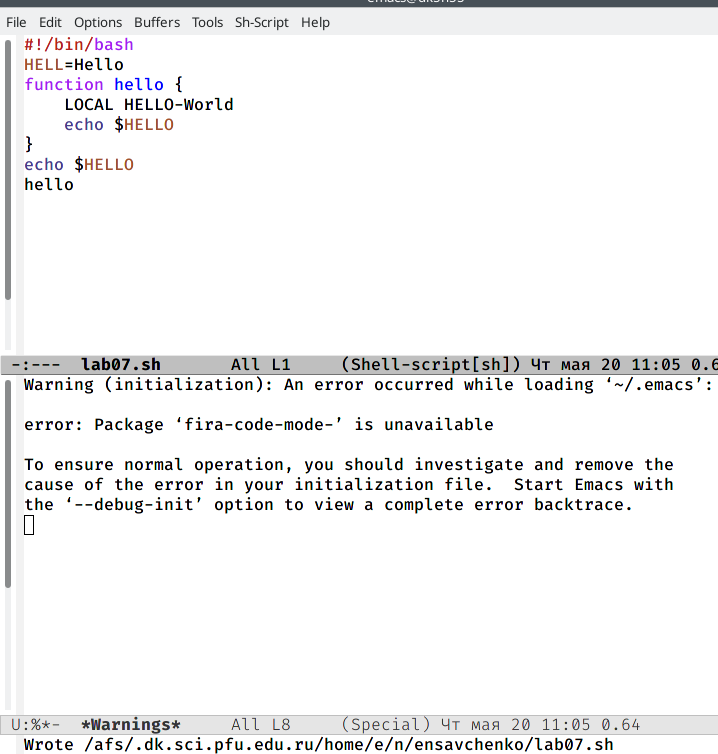 File Edit Options Buffers Tools Sh-Script Help
#!/bin/bash
HELL=Hello
function hello {
    LOCAL HELLO-World
    echo $HELLO
}
echo $HELLO
hello
-:--- lab07.sh All L1 (Shell-script[sh]) Чт мая 20 11:05
Warning (initialization): An error occurred while loading ‘~/.emacs’:
error: Package ‘fira-code-mode-’ is unavailable
To ensure normal operation, you should investigate and remove the
cause of the error in your initialization file.  Start Emacs with
the ‘--debug-init’ option to view a complete error backtrace.
U:%*- *Warnings* All L8 (Special) Чт мая 20 11:05 0.64
Wrote /afs/.dk.sci.pfu.edu.ru/home/e/n/ensavchenko/lab07.sh